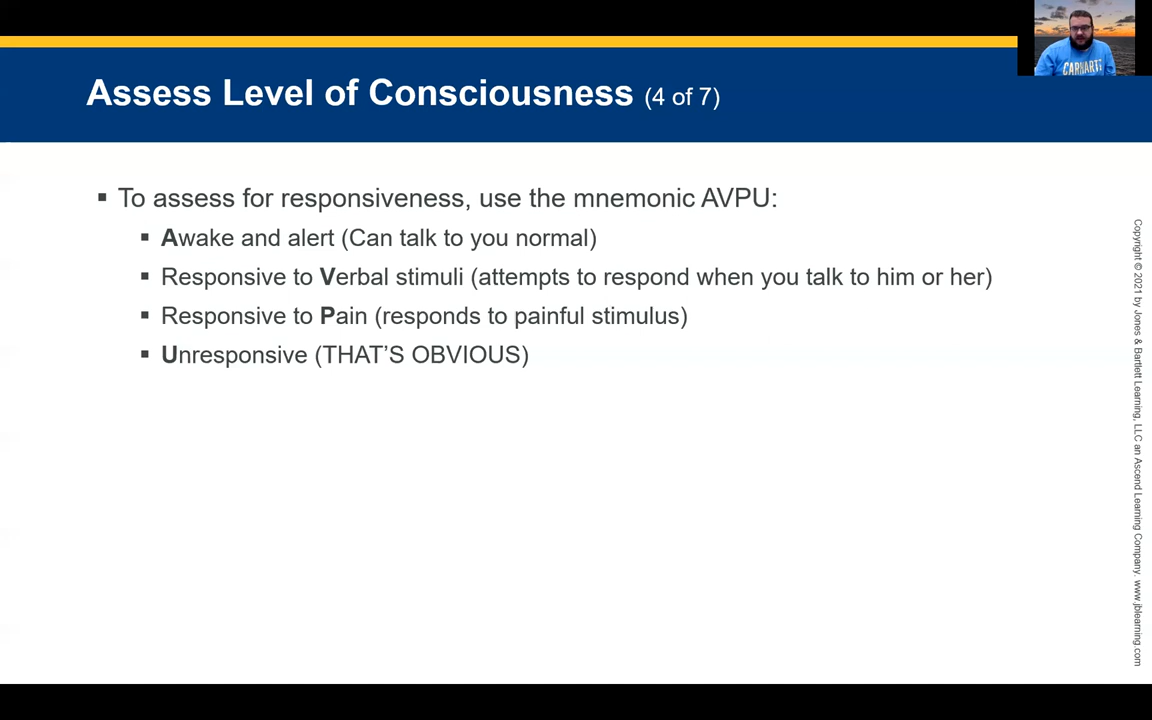 Assess Level of Consciousness (4 of 7)
CARHARTT
▪ To assess for responsiveness, use the mnemonic AVPU:
▪ Awake and alert (Can talk to you normal)
▪ Responsive to Verbal stimuli (attempts to respond when you talk to him or her)
▪ Responsive to Pain (responds to painful stimulus)
▪ Unresponsive (THAT’S OBVIOUS)
Copyright © 2021 by Jones & Bartlett Learning, LLC an Ascend Learning Company. www.jblearning.com